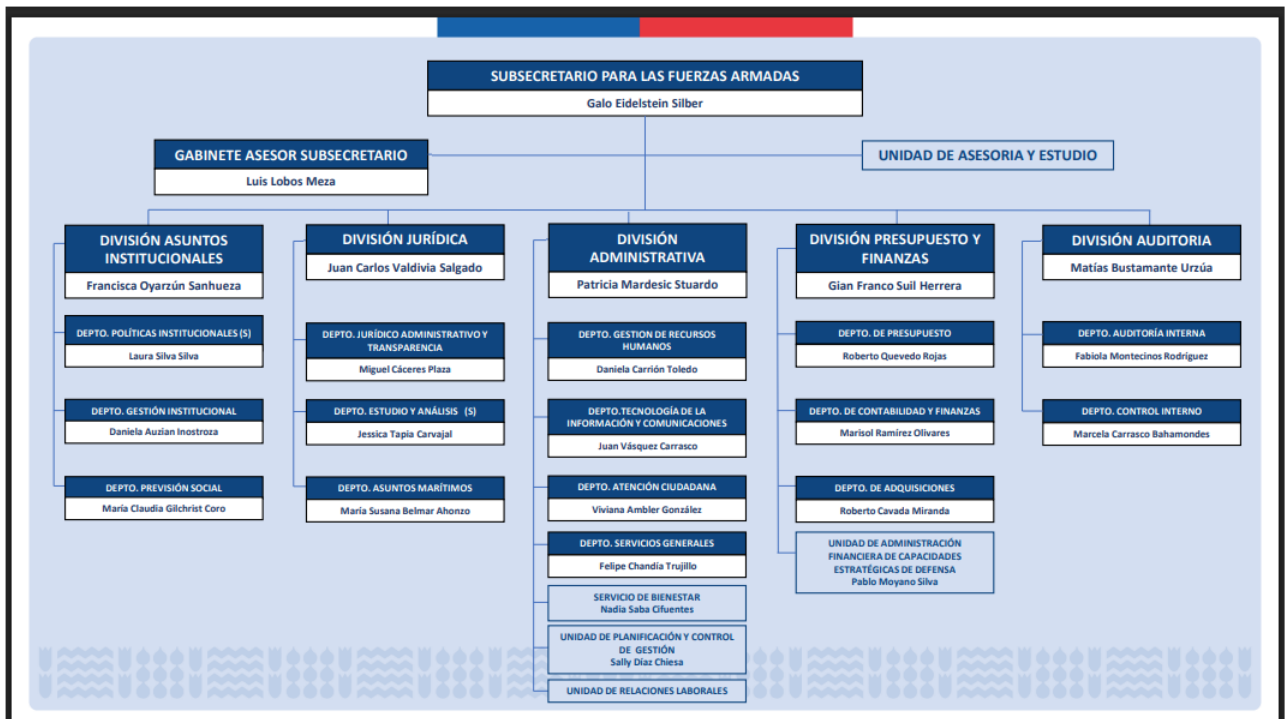 SUBSECRETARIO PARA LAS FUERZAS ARMADAS
Galo Eidelstein Silber
GABINETE ASESOR SUBSECRETARIO
Luis Lobos Meza
UNIDAD DE ASESORIA Y ESTUDIO
DIVISIÓN ASUNTOS
INSTITUCIONALES
Francisca Oyarzún Sanhueza
DEPTO. POLÍTICAS INSTITUCIONALES (S)
Laura Silva Silva
DEPTO. GESTIÓN INSTITUCIONAL
Daniela Auzian Inostroza
DEPTO. PREVISIÓN SOCIAL
María Claudia Gilchrist Coro
DIVISIÓN JURÍDICA
Juan Carlos Valdivia Salgado
DEPTO. JURÍDICO ADMINISTRATIVO Y
TRANSPARENCIA
Miguel Cáceres Plaza
DEPTO. ESTUDIO Y ANÁLISIS (S)
Jessica Tapia Carvajal
DEPTO. ASUNTOS MARÍTIMOS
María Susana Belmar Ahonzo
DIVISIÓN
ADMINISTRATIVA
Patricia Mardesic Stuardo
DEPTO. GESTION DE RECURSOS
HUMANOS
Daniela Carrión Toledo
DEPTO.TECNOLOGÍA DE LA
INFORMACIÓN Y COMUNICACIONES
Juan Vásquez Carrasco
DEPTO. ATENCIÓN CIUDADANA
Viviana Ambler González
DEPTO. SERVICIOS GENERALES
Felipe Chandía Trujillo
SERVICIO DE BIENESTAR
Nadia Saba Cifuentes
UNIDAD DE PLANIFICACIÓN Y CONTROL
DE GESTIÓN
Sally Díaz Chiesa
UNIDAD DE RELACIONES LABORALES
DIVISIÓN PRESUPUESTO Y
FINANZAS
Gian Franco Suil Herrera
DEPTO. DE PRESUPUESTO
Roberto Quevedo Rojas
DEPTO. DE CONTABILIDAD Y FINANZAS
Marisol Ramírez Olivares
DEPTO. DE ADQUISICIONES
Roberto Cavada Miranda
UNIDAD DE ADMINISTRACIÓN
FINANCIERA DE CAPACIDADES
ESTRATÉGICAS DE DEFENSA
Pablo Moyano Silva
DIVISIÓN AUDITORIA
Matías Bustamante Urzúa
DEPTO. AUDITORÍA INTERNA
Fabiola Montecinos Rodríguez
DEPTO. CONTROL INTERNO
Marcela Carrasco Bahamondes